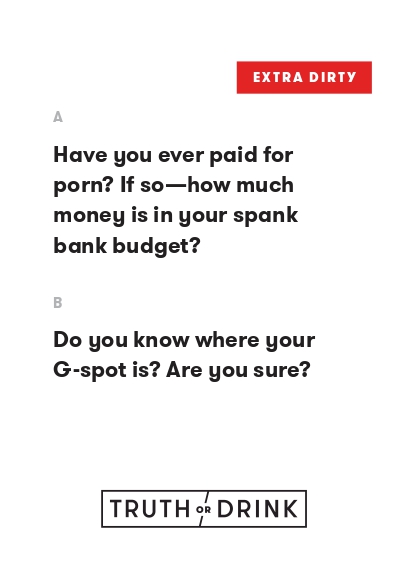 EXTRA DIRTY
A
Have you ever paid for
porn? If so—how much
money is in your spank
bank budget?
B
Do you know where your
G-spot is? Are you sure?
TRUTH OR DRINK